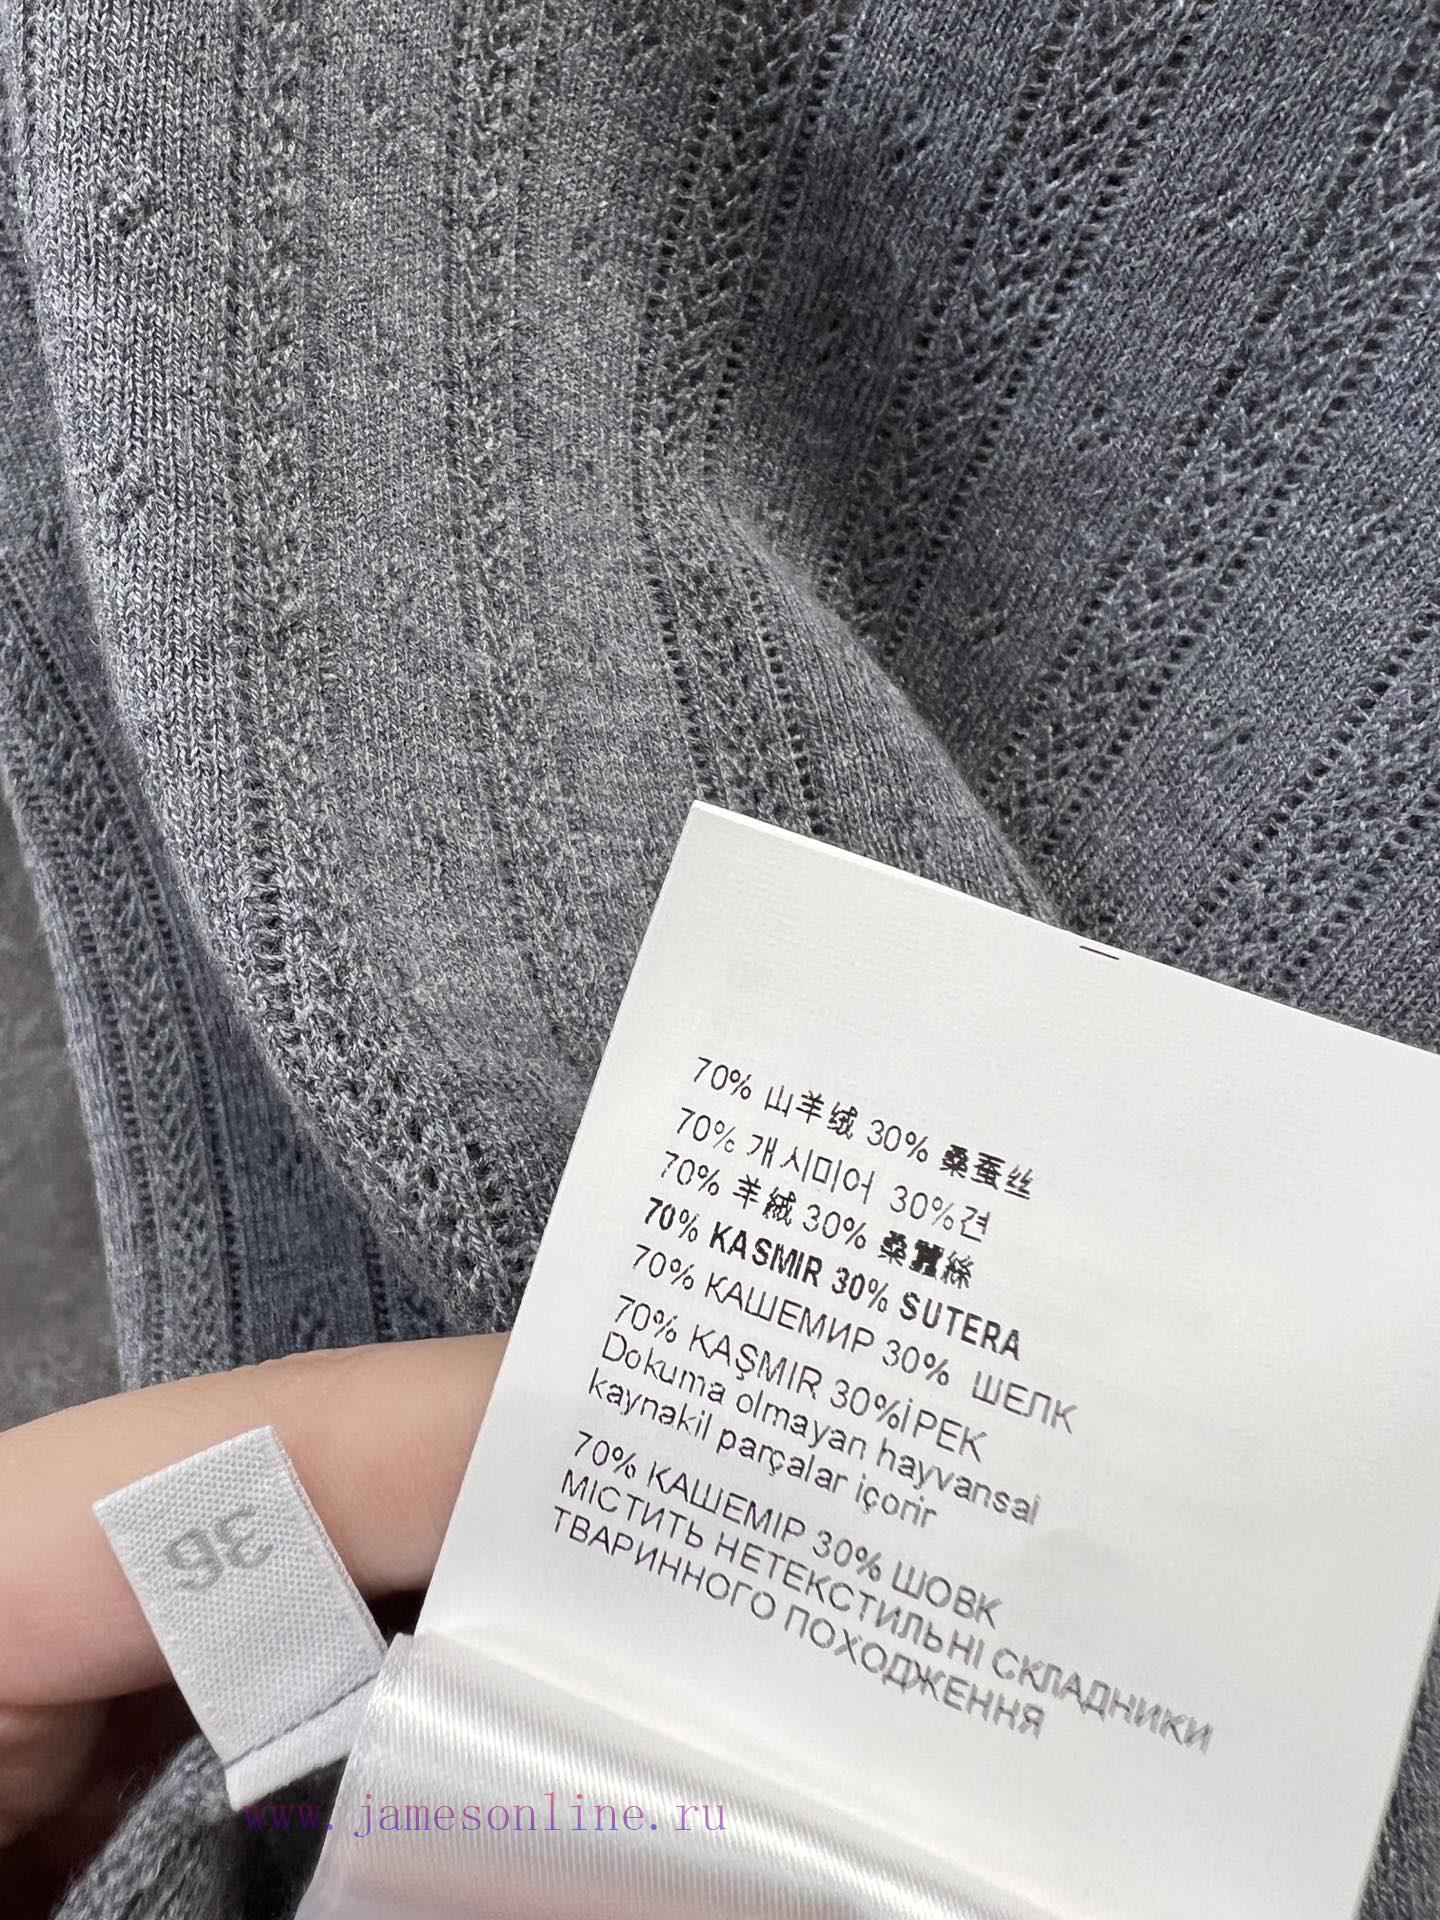 70% 山羊绒 30% 桑蚕丝
70% 개시미어 30%견
70% 羊絨 30% 桑蠶絲
70% KASMIR 30% SUTERA
70% КАШЕМИР 30% ШЕЛК
70% KAŞMIR 30%İPEK
Dokuma olmayan hayvansal
kaynakil parçalar içorir
70% КАШЕМІР 30% ШОВК
МІСТИТЬ НЕТЕКСТИЛЬНІ СКЛАДНИКИ
ТВАРИННОГО ПОХОДЖЕННЯ
36
www.jamesonline.ru